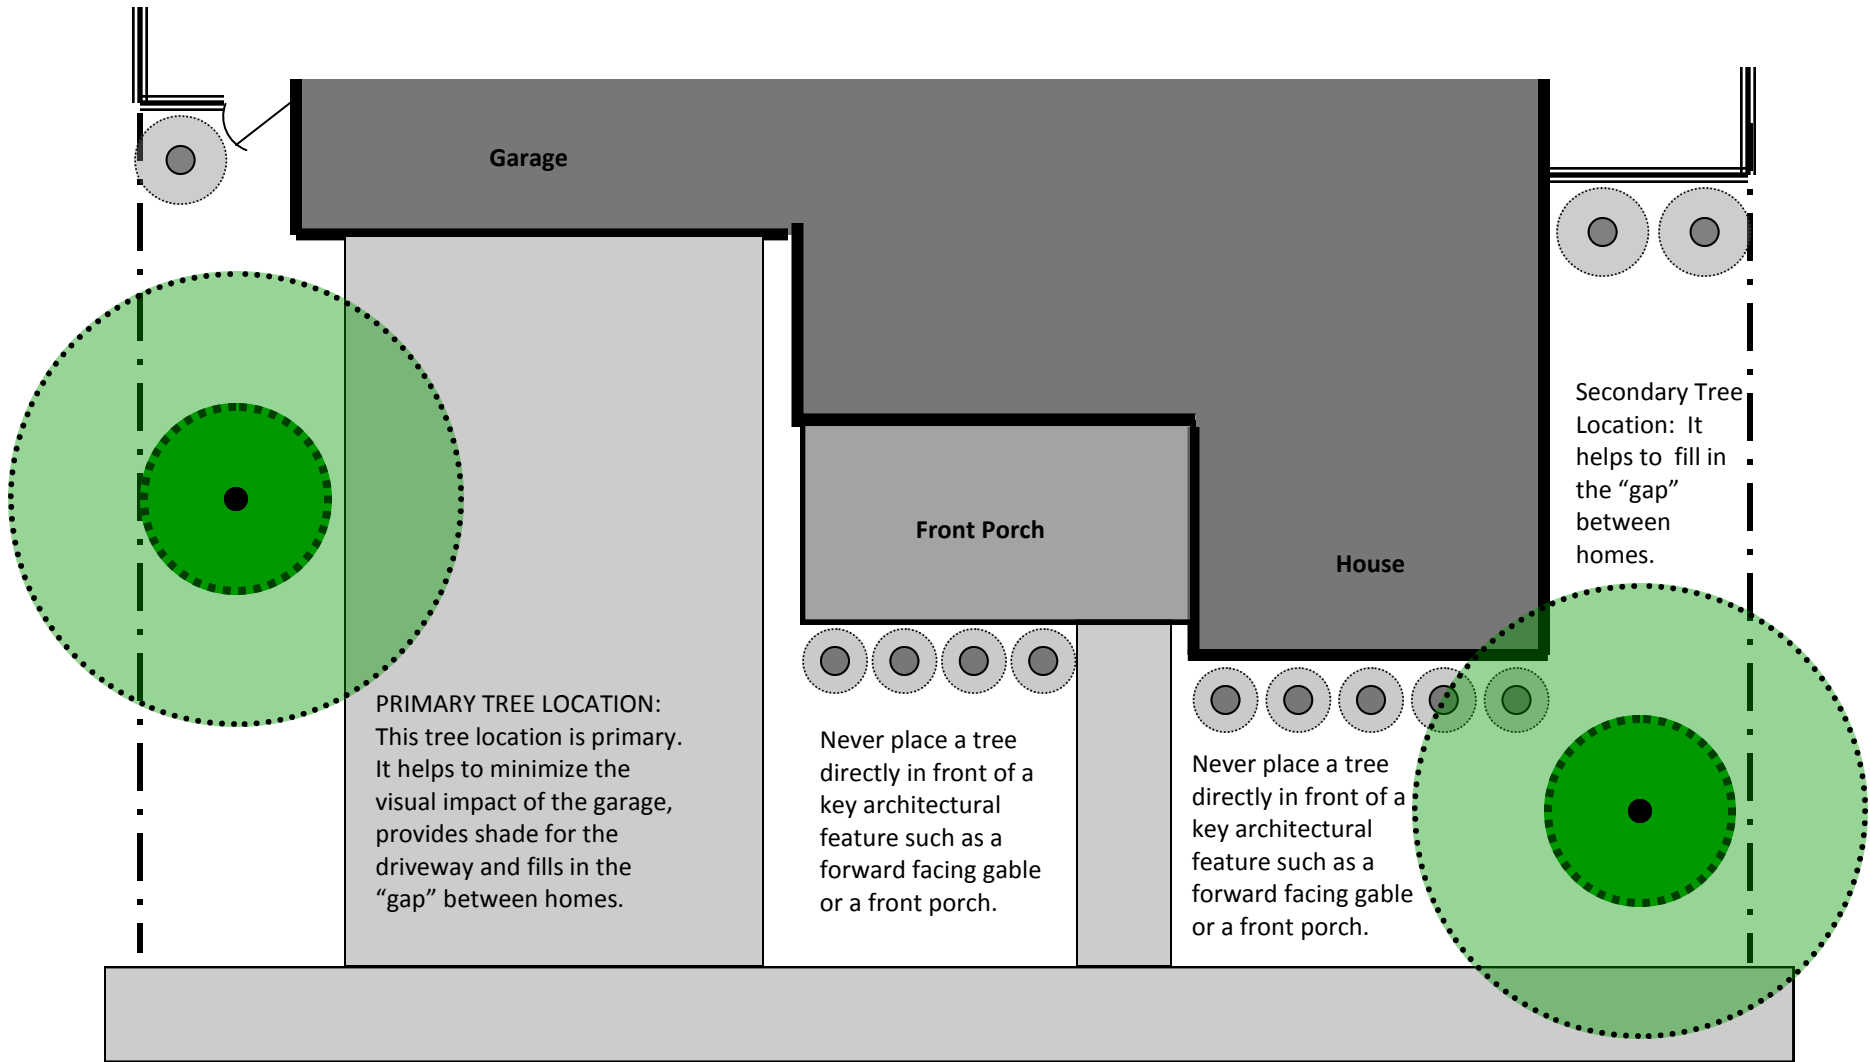 Garage
Secondary Tree
Location:  It
helps to  fill in
the “gap”
between
homes.
Front Porch
House
PRIMARY TREE LOCATION:
This tree location is primary.
It helps to minimize the
visual impact of the garage,
provides shade for the
driveway and fills in the
“gap” between homes.
Never place a tree
directly in front of a
key architectural
feature such as a
forward facing gable
or a front porch.
Never place a tree
directly in front of a
key architectural
feature such as a
forward facing gable
or a front porch.